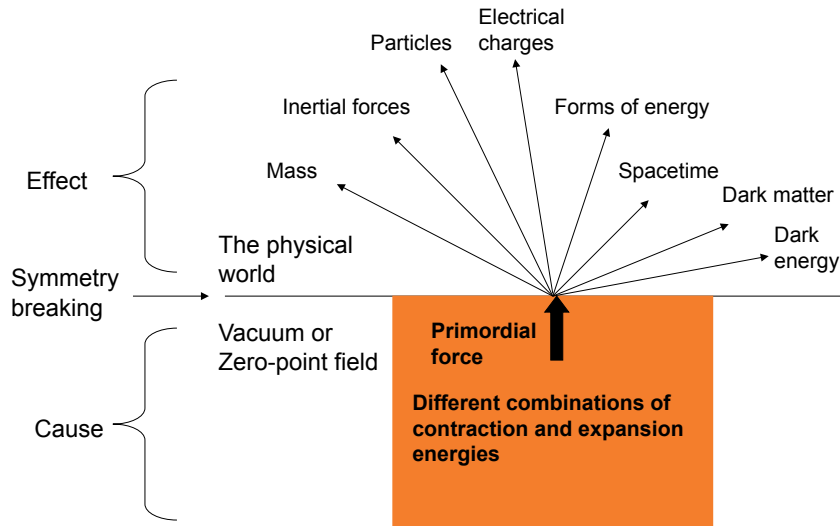 Electrical
charges
Particles
Inertial forces
Forms of energy
Mass
Spacetime
Effect
Dark matter
Dark
energy
The physical
world
Symmetry
breaking
Vacuum or
Zero-point field
Primordial
force
Different combinations of
contraction and expansion
energies
Cause